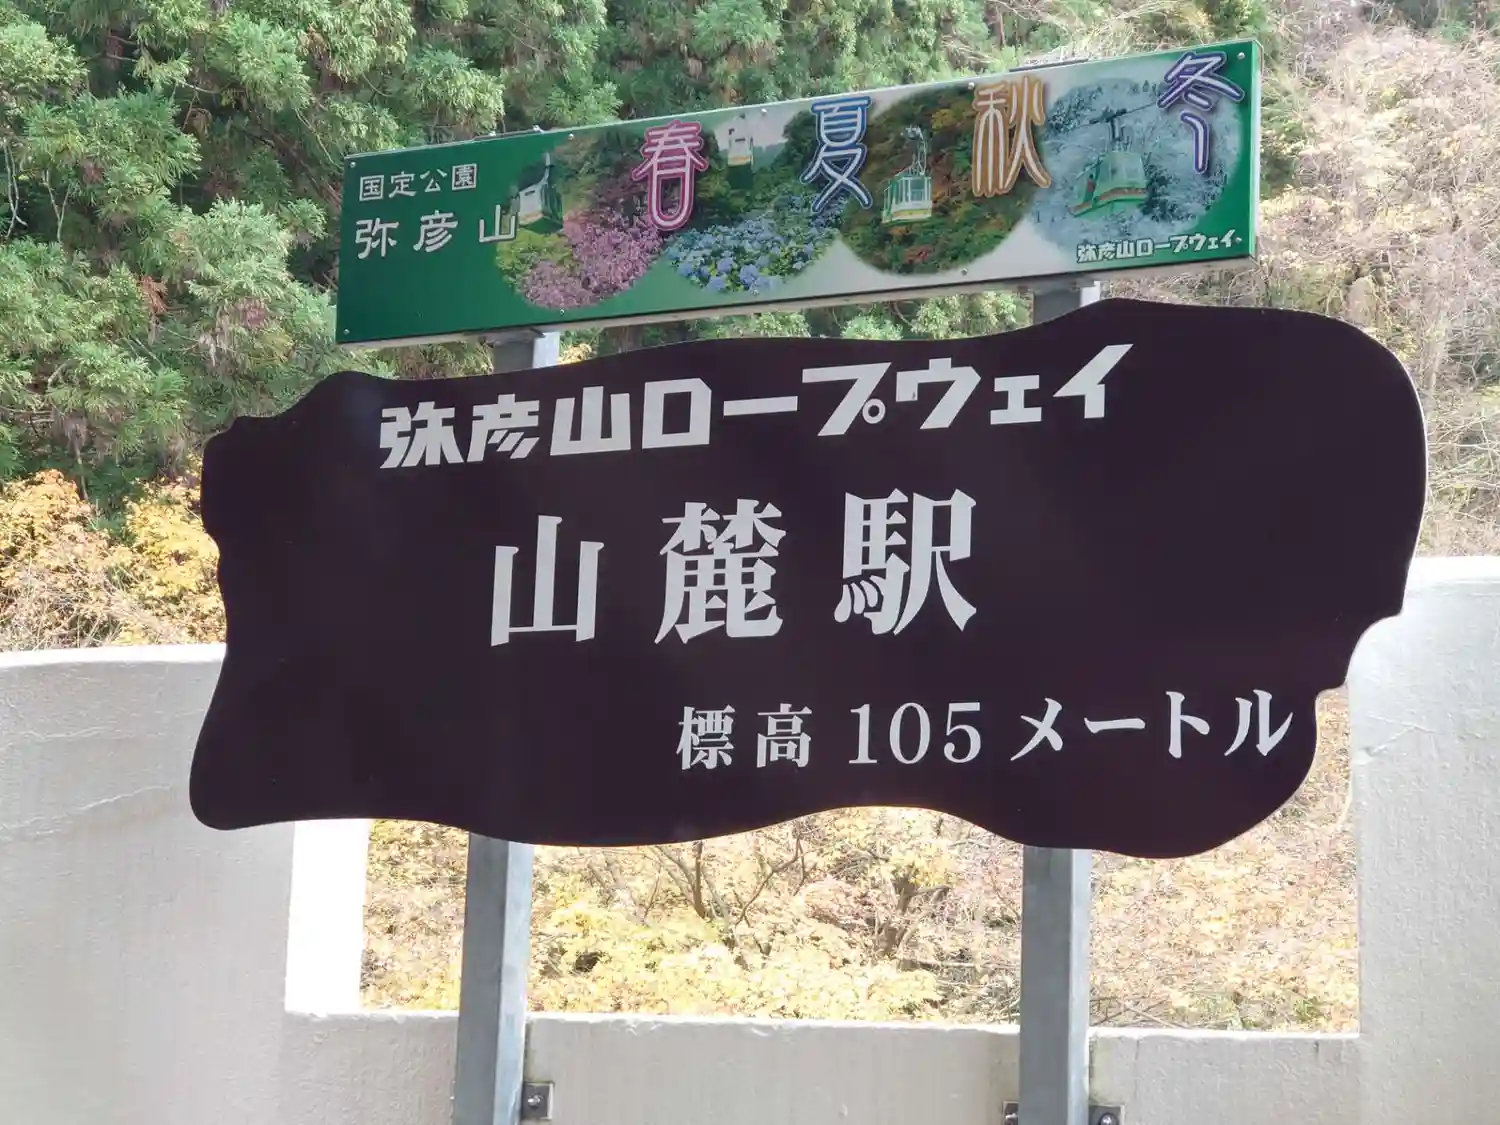 国定公園
弥彦山
春 夏 秋 冬
弥彦山ロープウェイ
弥彦山ロープウェイ
山麓駅
標高 105メートル